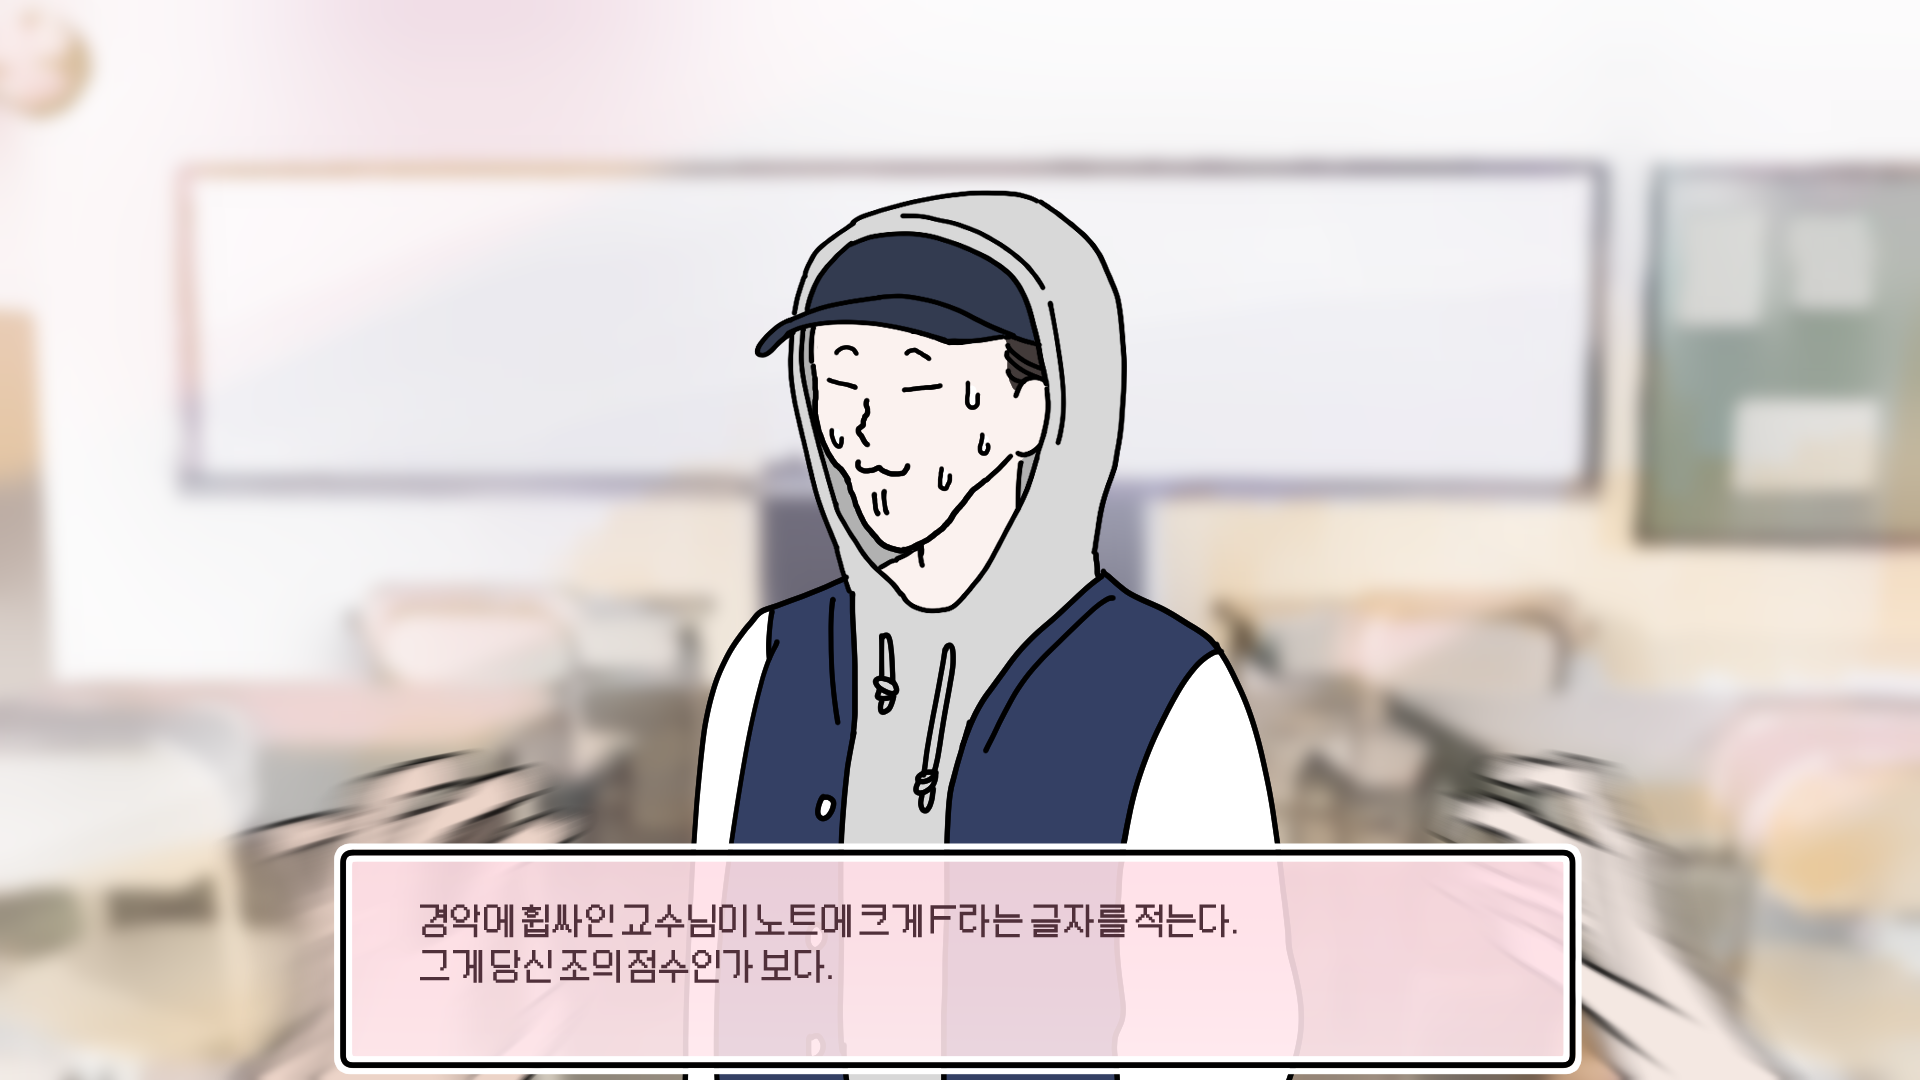 경악에 휩싸인 교수님이 노트에 크게 F라는 글자를 적는다.
그게 당신 조의 점수인가 보다.